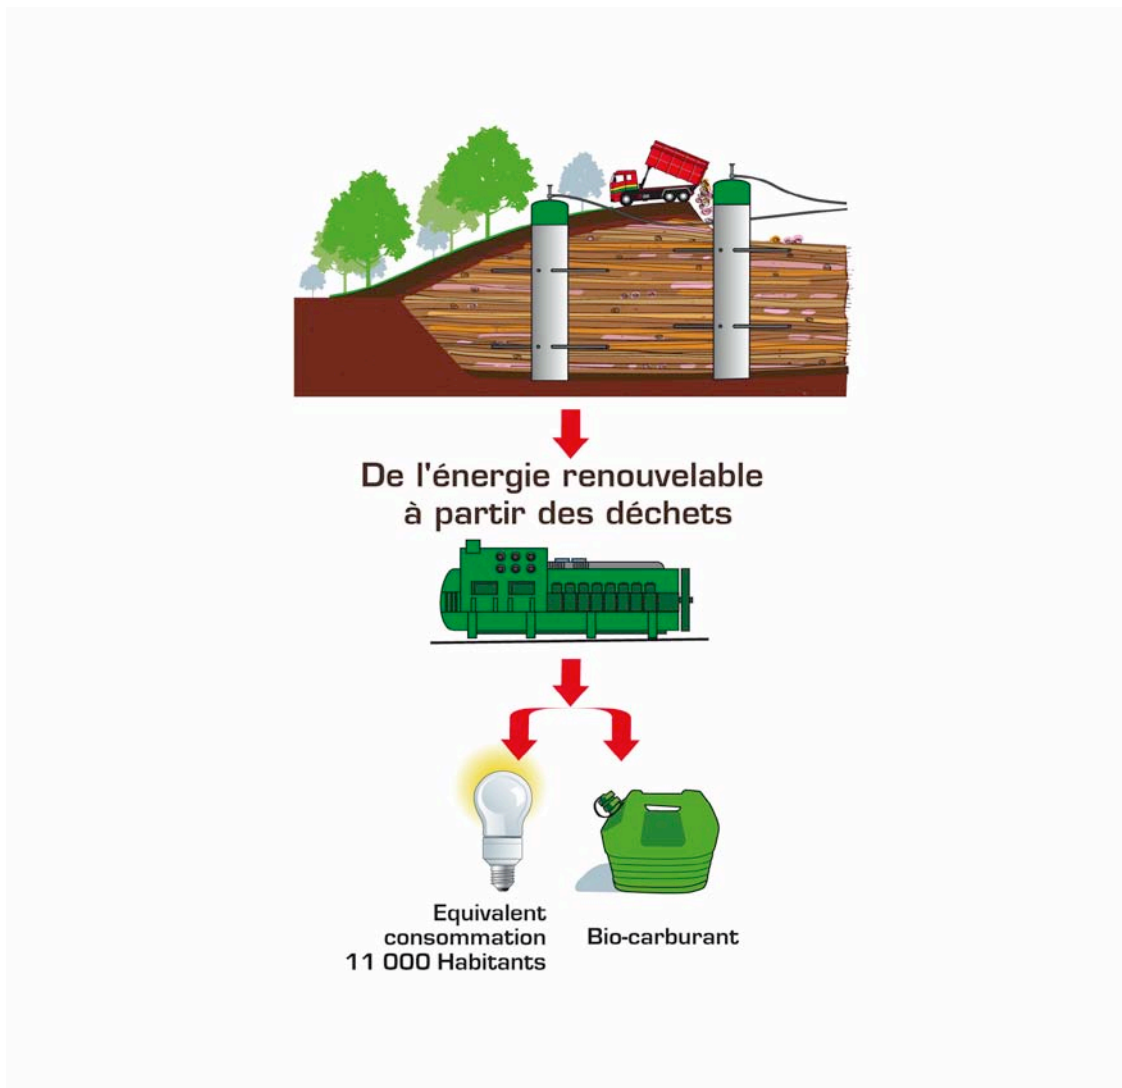 De l'énergie renouvelable
à partir des déchets
Equivalent
consommation
11 000 Habitants
Bio-carburant